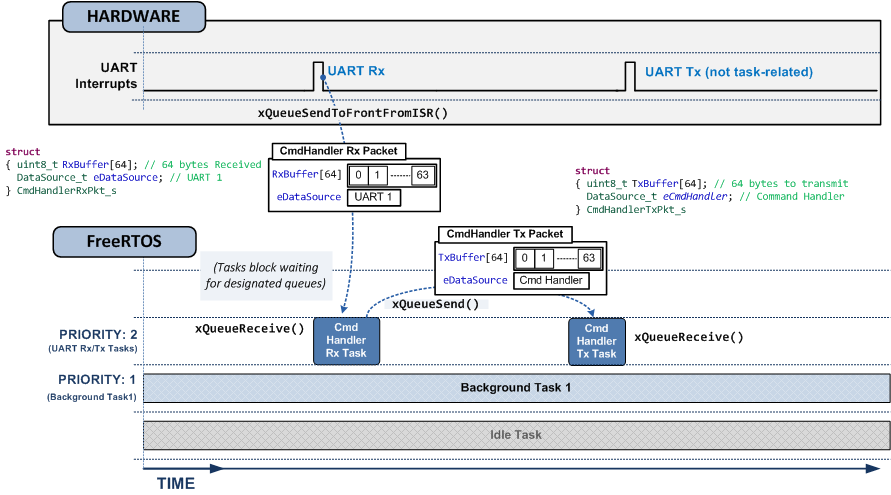 HARDWARE
UART
Interrupts
UART Rx
UART Tx (not task-related)
xQueueSendToFrontFromISR()
struct
{ uint8_t RxBuffer[64]; // 64 bytes Received
DataSource_t eDataSource; // UART 1
} CmdHandlerRxPkt_s
CmdHandler Rx Packet
RxBuffer[64] 0 1 63
eDataSource UART 1
struct
{ uint8_t TxBuffer[64]; // 64 bytes to transmit
DataSource_t eCmdHandLer; // Command Handler
} CmdHandlerTxPkt_s
FreeRTOS
(Tasks block waiting
for designated queues)
CmdHandler Tx Packet
TxBuffer[64] 0 1 63
eDataSource Cmd Handler
xQueueSend()
xQueueReceive()
Cmd
Handler
Rx Task
Cmd
Handler
Tx Task
xQueueReceive()
PRIORITY: 2
(UART Rx/Tx Tasks)
PRIORITY: 1
(Background Task1)
Background Task 1
Idle Task
TIME